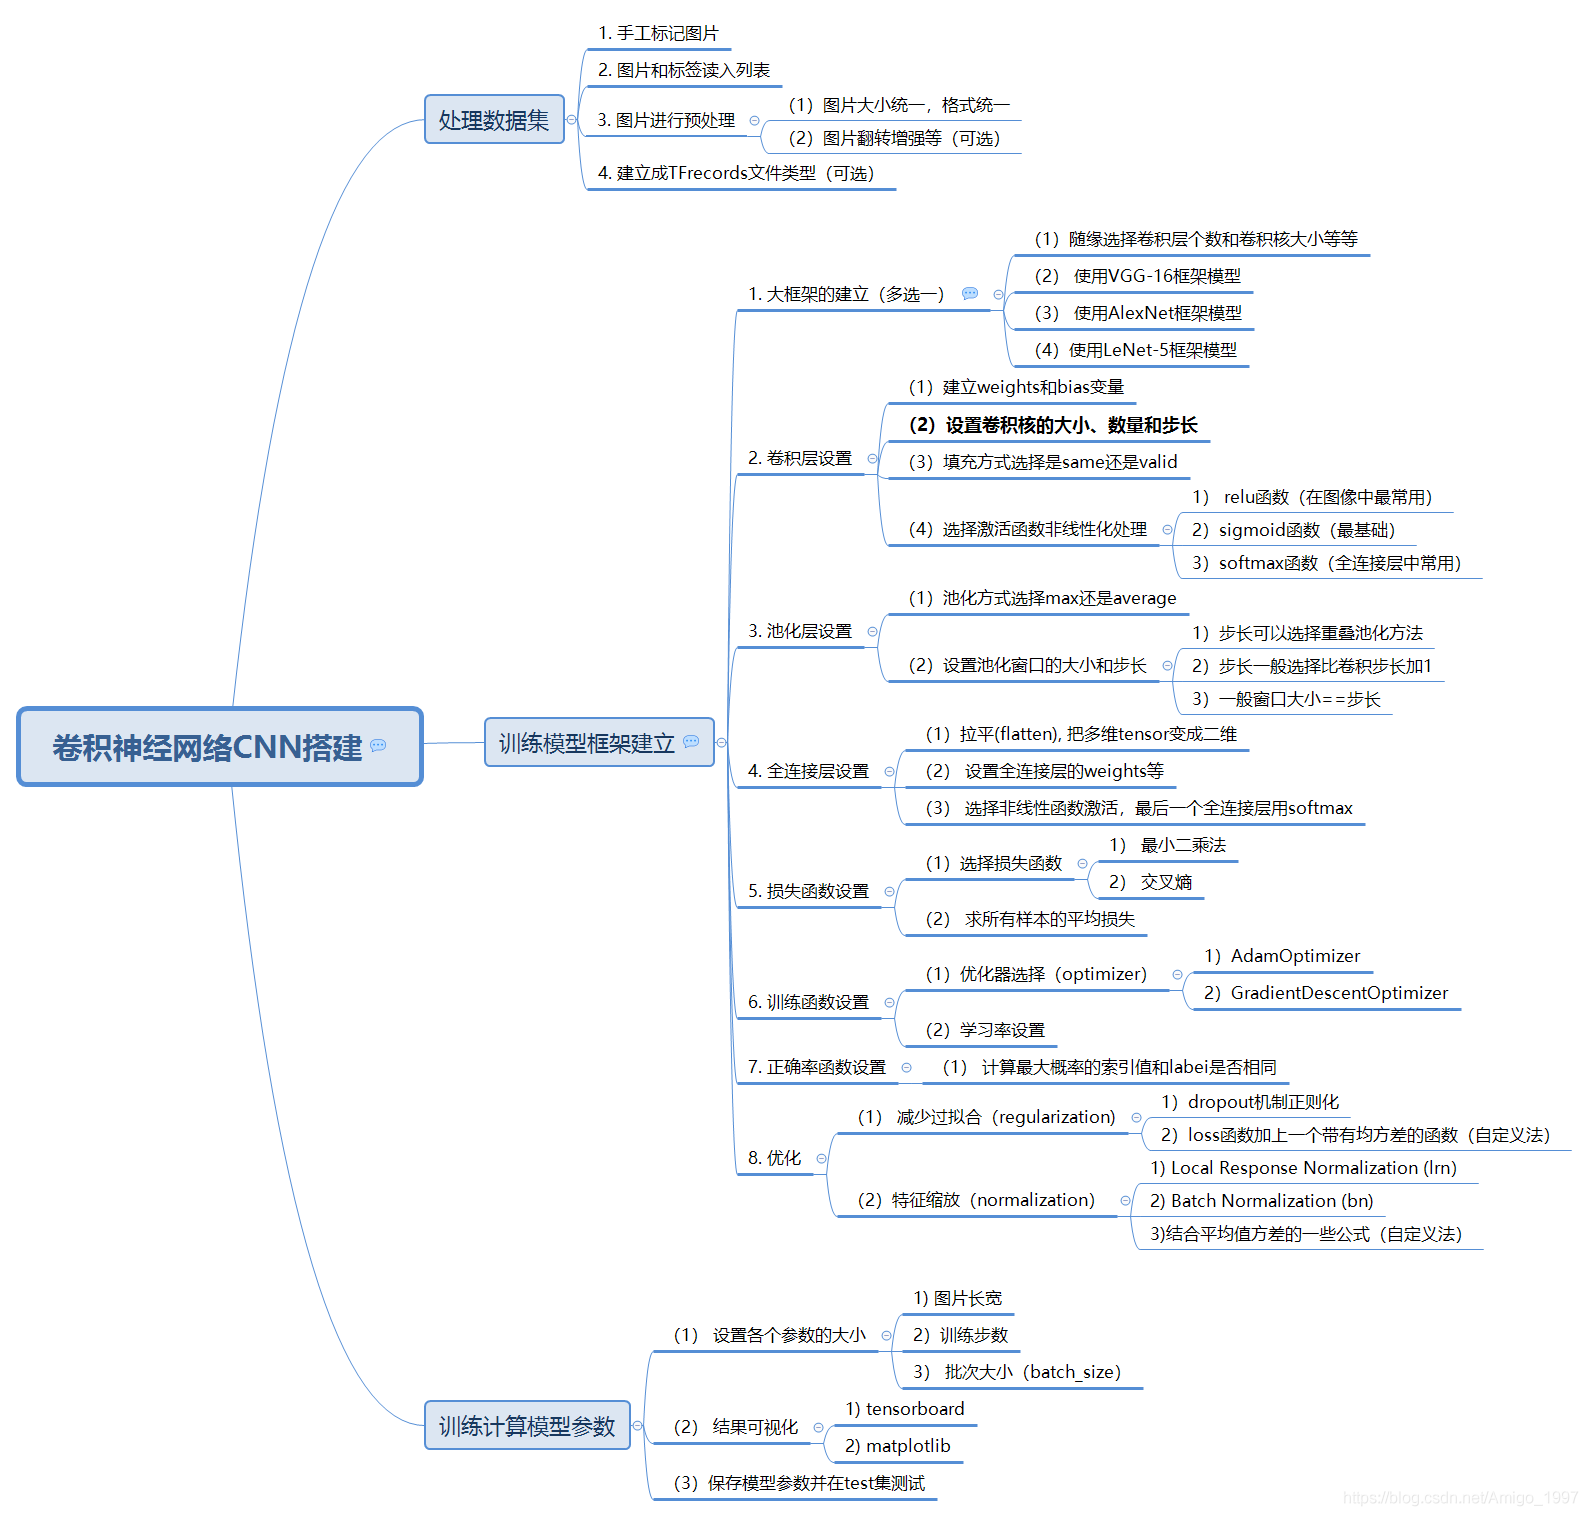 卷积神经网络CNN搭建
处理数据集
1. 手工标记图片
2. 图片和标签读入列表
3. 图片进行预处理
（1）图片大小统一，格式统一
（2）图片翻转增强等（可选）
4. 建立成TFrecords文件类型（可选）
训练模型框架建立
1. 大框架的建立（多选一）
（1）随缘选择卷积层个数和卷积核大小等等
（2） 使用VGG-16框架模型
（3） 使用AlexNet框架模型
（4）使用LeNet-5框架模型
2. 卷积层设置
（1）建立weights和bias变量
（2）设置卷积核的大小、数量和步长
（3）填充方式选择是same还是valid
（4）选择激活函数非线性化处理
1） relu函数（在图像中最常用）
2）sigmoid函数（最基础）
3）softmax函数（全连接层中常用）
3. 池化层设置
（1）池化方式选择max还是average
（2）设置池化窗口的大小和步长
1）步长可以选择重叠池化方法
2）步长一般选择比卷积步长加1
3）一般窗口大小==步长
4. 全连接层设置
（1）拉平(flatten), 把多维tensor变成二维
（2） 设置全连接层的weights等
（3） 选择非线性函数激活，最后一个全连接层用softmax
5. 损失函数设置
（1）选择损失函数
1） 最小二乘法
2） 交叉熵
（2） 求所有样本的平均损失
6. 训练函数设置
（1）优化器选择（optimizer）
1）AdamOptimizer
2）GradientDescentOptimizer
（2）学习率设置
7. 正确率函数设置
（1） 计算最大概率的索引值和labei是否相同
8. 优化
（1） 减少过拟合（regularization)
1）dropout机制正则化
2）loss函数加上一个带有均方差的函数（自定义法）
（2）特征缩放（normalization）
1) Local Response Normalization (lrn）
2) Batch Normalization (bn)
3)结合平均值方差的一些公式（自定义法）
训练计算模型参数
（1） 设置各个参数的大小
1) 图片长宽
2）训练步数
3） 批次大小（batch_size）
（2） 结果可视化
1) tensorboard
2) matplotlib
（3）保存模型参数并在test集测试
https://blog.csdn.net/Amigo_1997